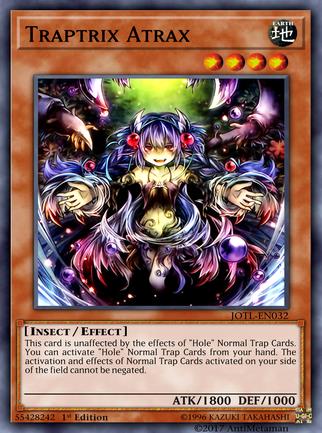 Traptrix Atrax
EARTH
地
JOTL-EN032
[Insect / Effect]
This card is unaffected by the effects of "Hole" Normal Trap Cards.
You can activate "Hole" Normal Trap Cards from your hand. The
activation and effects of Normal Trap Cards activated on your side
of the field cannot be negated.
ATK/1800 DEF/1000
55428242 1st Edition ©1996 KAZUKI TAKAHASHI
©2017 AntiMetaman